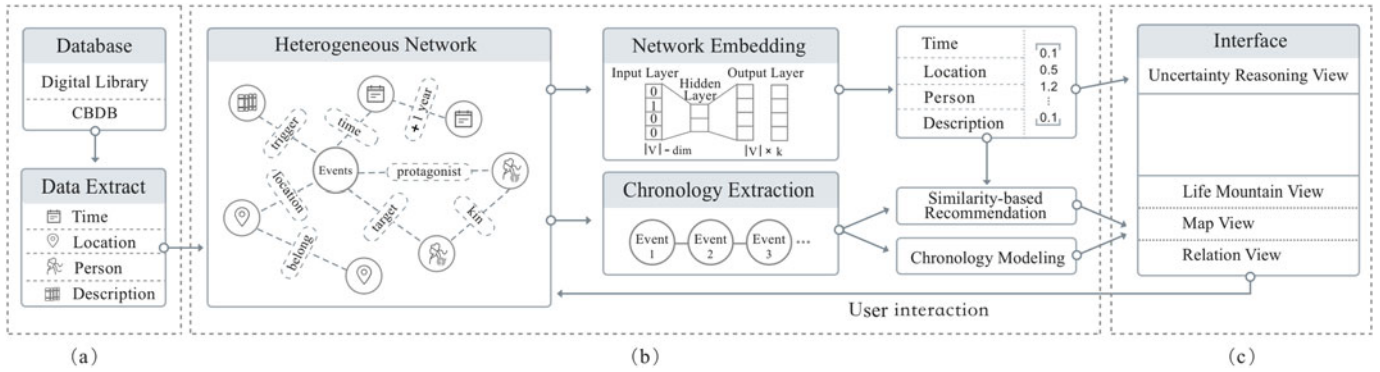 Database
Digital Library
CBDB
Data Extract
Time
Location
Person
Description
(a)
Heterogeneous Network
trigger
time
+ 1 year
Events
protagonist
location
target
kin
belong
Network Embedding
Input Layer
Hidden
Layer
Output Layer
0
1
0
0
|V| - dim
|V| × k
Chronology Extraction
Event
1
Event
2
Event
3
...
Time
Location
Person
Description
0.1
0.5
1.2
⋮
0.1
Similarity-based
Recommendation
Chronology Modeling
User interaction
(b)
Interface
Uncertainty Reasoning View
Life Mountain View
Map View
Relation View
(c)